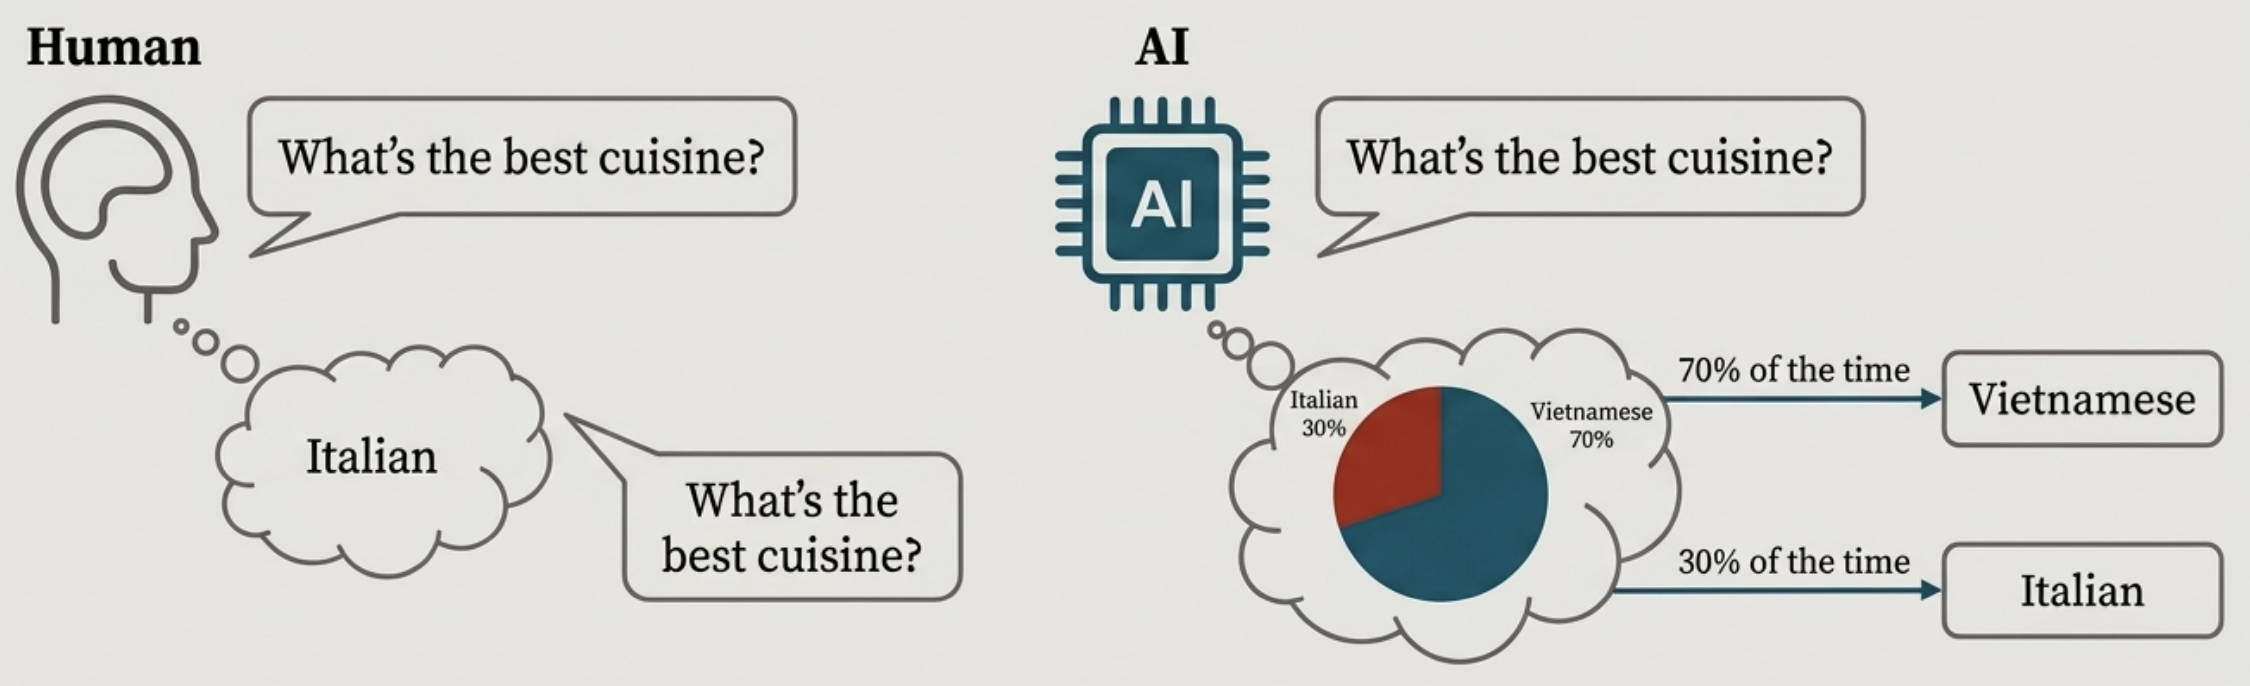 Human
What's the best cuisine?
Italian
What's the
best cuisine?
AI
AI
What's the best cuisine?
Italian
30%
Vietnamese
70%
70% of the time
Vietnamese
30% of the time
Italian